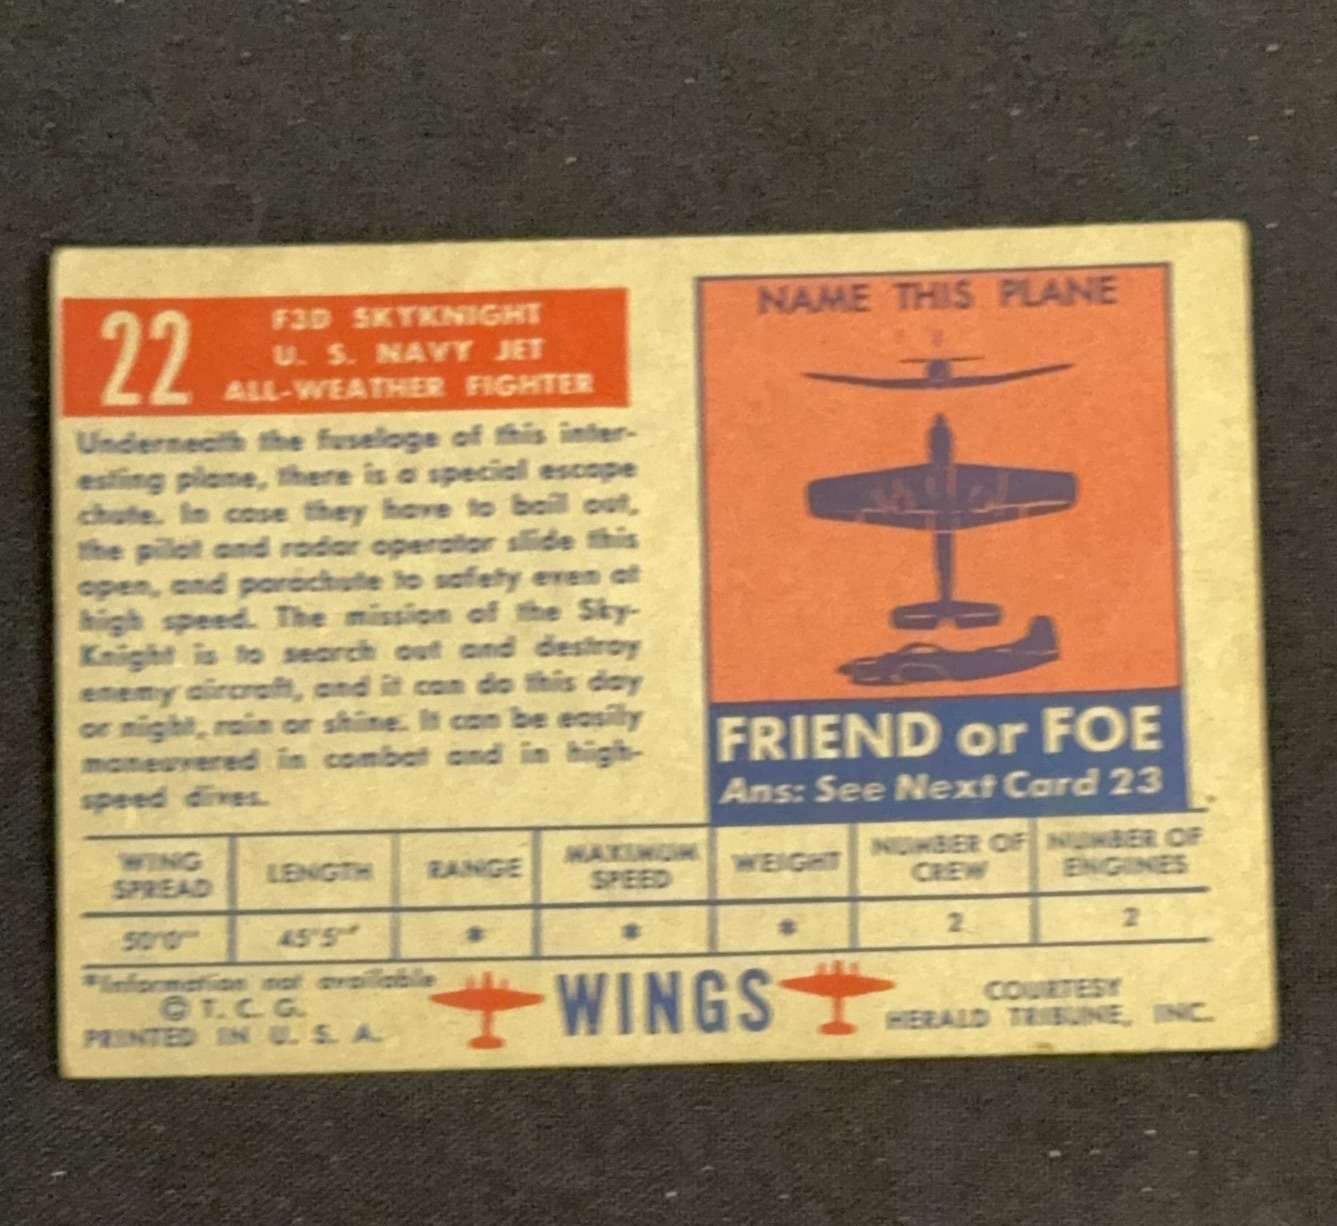 22
F3D SKYKNIGHT
U. S. NAVY JET
ALL-WEATHER FIGHTER
Underneath the fuselage of this inter-
esting plane, there is a special escape
chute. In case they have to bail out,
the pilot and radar operator slide this
open, and parachute to safety even at
high speed. The mission of the Sky-
Knight is to search out and destroy
enemy aircraft, and it can do this day
or night, rain or shine. It can be easily
maneuvered in combat and in high-
speed dives.
NAME THIS PLANE
FRIEND or FOE
Ans: See Next Card 23
WING SPREAD LENGTH RANGE MAXIMUM SPEED WEIGHT NUMBER OF CREW NUMBER OF ENGINES
50'0" 45'5" * * * 2 2
*Information not available
© T. C. G.
PRINTED IN U. S. A.
WINGS
COURTESY
HERALD TRIBUNE, INC.